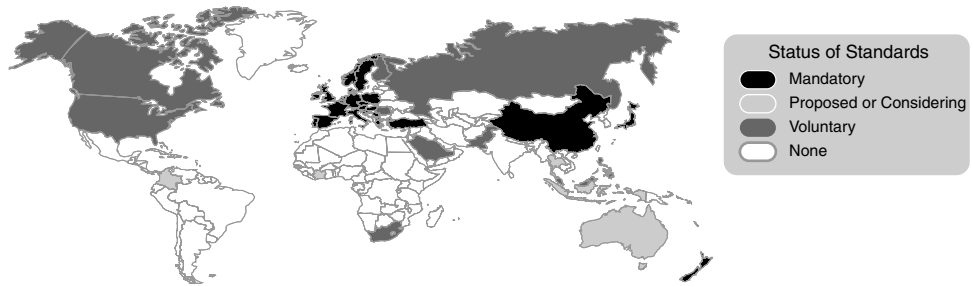 Status of Standards
Mandatory
Proposed or Considering
Voluntary
None